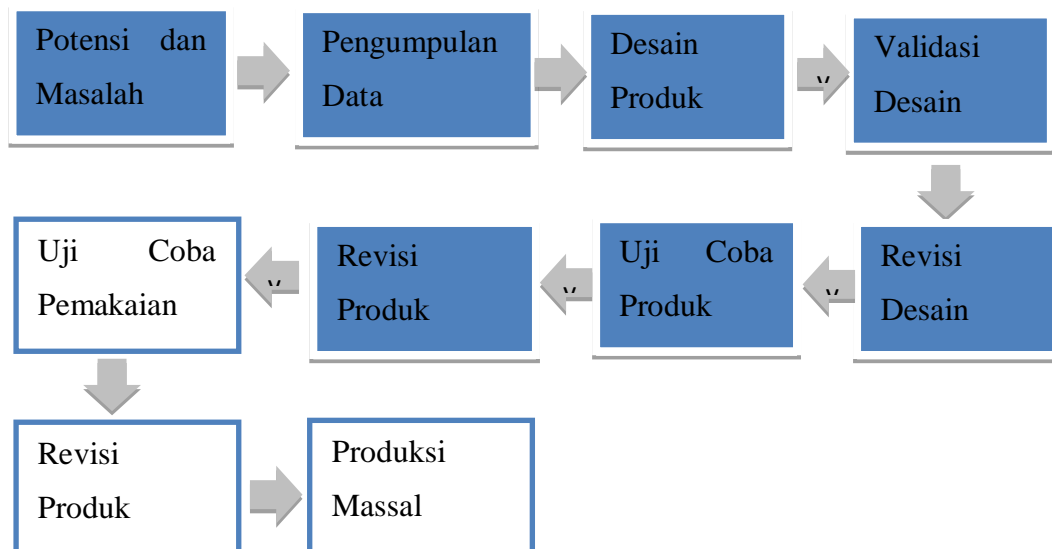 Potensi dan
Masalah
Pengumpulan
Data
Desain
Produk
Validasi
Desain
Revisi
Desain
Uji Coba
Produk
Revisi
Produk
Uji Coba
Pemakaian
Revisi
Produk
Produksi
Massal